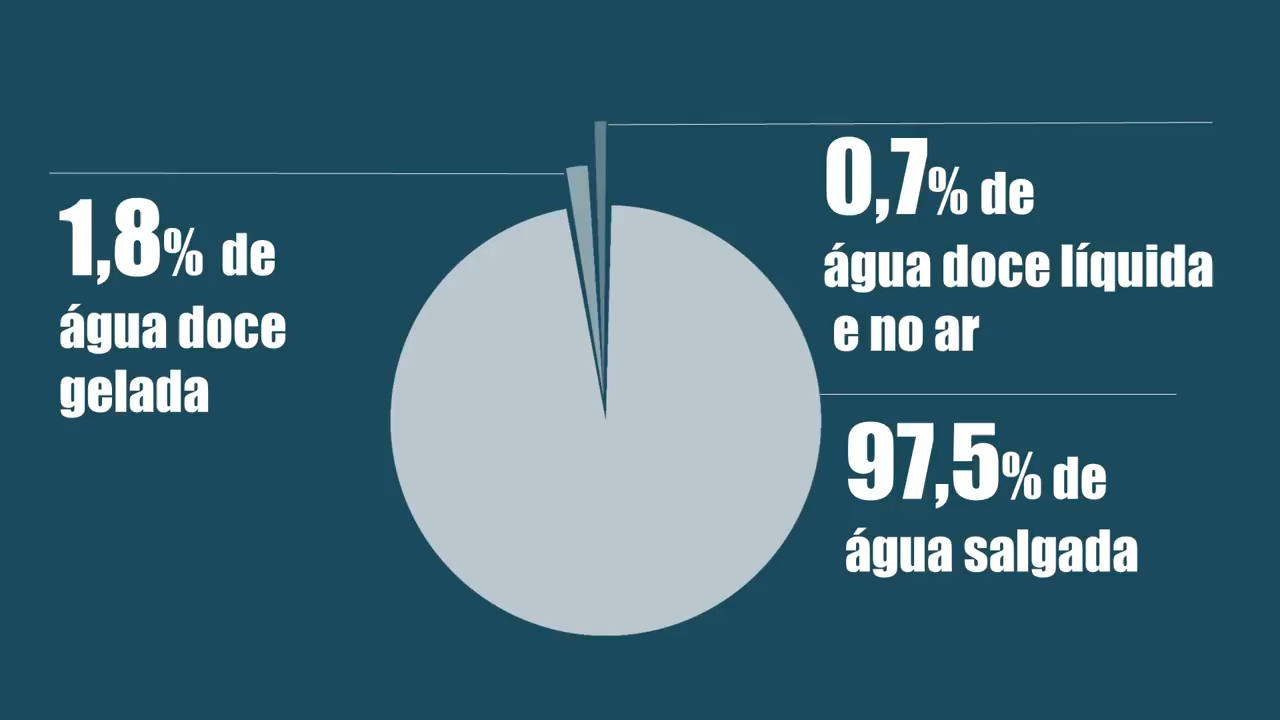 1,8% de
água doce
gelada
0,7% de
água doce líquida
e no ar
97,5% de
água salgada